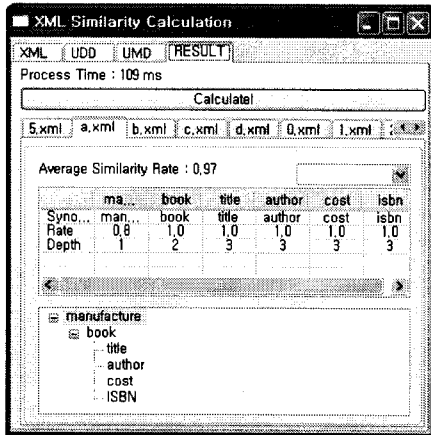 XML Similarity Calculation
XML UDD UMD RESULT
Process Time : 109 ms
Calculate!
5.xml a.xml b.xml c.xml d.xml 0.xml 1.xml
Average Similarity Rate : 0,97
ma... book title author cost isbn
Syno... man... book title author cost isbn
Rate 0,8 1,0 1,0 1,0 1,0 1,0
Depth 1 2 3 3 3 3
manufacture
book
title
author
cost
ISBN